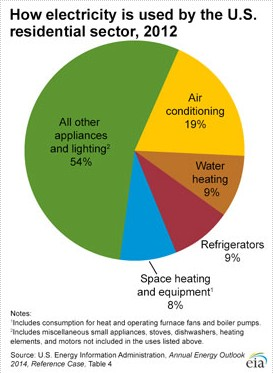 How electricity is used by the U.S.
residential sector, 2012
All other
appliances
and lighting²
54%
Air
conditioning
19%
Water
heating
9%
Refrigerators
9%
Space heating
and equipment¹
8%
Notes:
¹Includes consumption for heat and operating furnace fans and boiler pumps.
²Includes miscellaneous small appliances, stoves, dishwashers, heating
elements, and motors not included in the uses listed above.
Source: U.S. Energy Information Administration, Annual Energy Outlook
2014, Reference Case, Table 4
eia